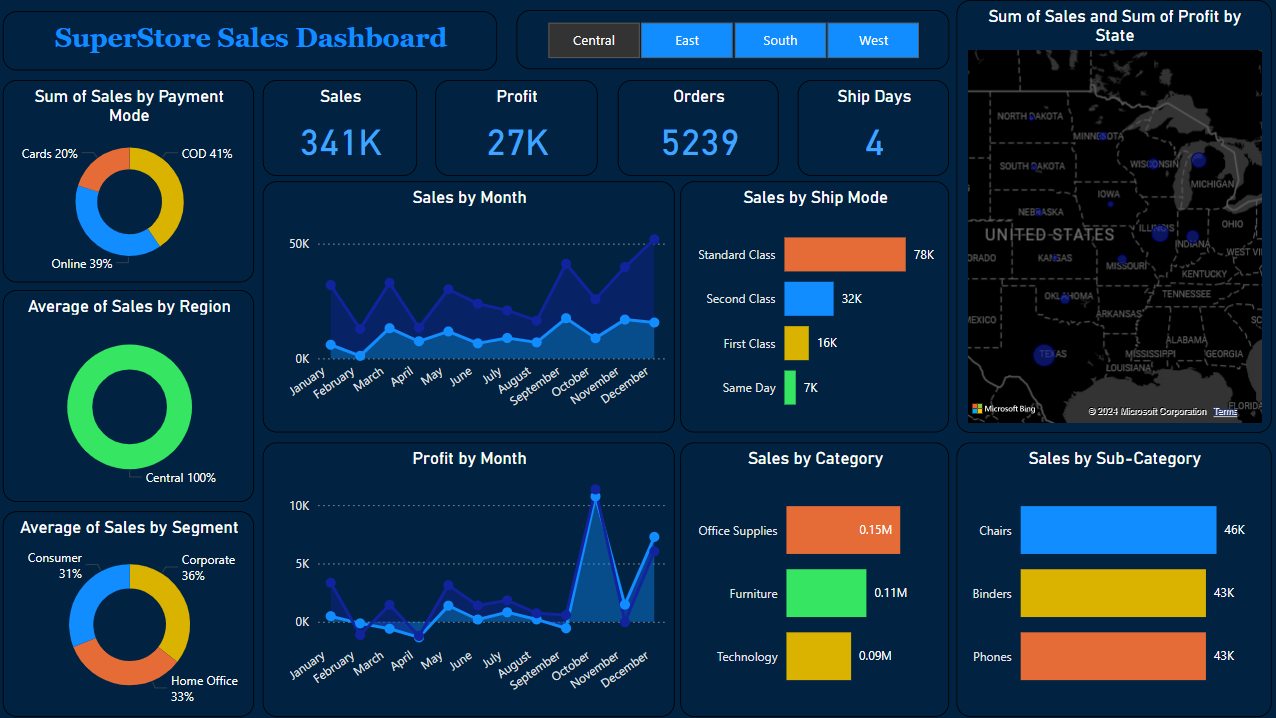 SuperStore Sales Dashboard
Central
East
South
West
Sum of Sales and Sum of Profit by
State
Sum of Sales by Payment
Mode
Cards 20%
COD 41%
Online 39%
Sales
341K
Profit
27K
Orders
5239
Ship Days
4
NORTH DAKOTA
MINNESOTA
SOUTH DAKOTA
WISCONSIN
MICHIGAN
IOWA
NEBRASKA
UNITED STATES
ILLINOIS
INDIANA
OHIO
ORADO
KANSAS
MISSOURI
WEST VI
KENTUCKY
OKLAHOMA
TENNESSEE
MEXICO
ARKANSAS
SC
TEXAS
MISSISSIPPI
ALABAMA
GEORGIA
LOUISIANA
FLORIDA
Microsoft Bing
© 2024 Microsoft Corporation Terms
Sales by Month
50K
0K
January
February
March
April
May
June
July
August
September
October
November
December
Sales by Ship Mode
Standard Class
78K
Second Class
32K
First Class
16K
Same Day
7K
Average of Sales by Region
Central 100%
Average of Sales by Segment
Consumer
31%
Corporate
36%
Home Office
33%
Profit by Month
10K
5K
0K
January
February
March
April
May
June
July
August
September
October
November
December
Sales by Category
Office Supplies
0.15M
Furniture
0.11M
Technology
0.09M
Sales by Sub-Category
Chairs
46K
Binders
43K
Phones
43K